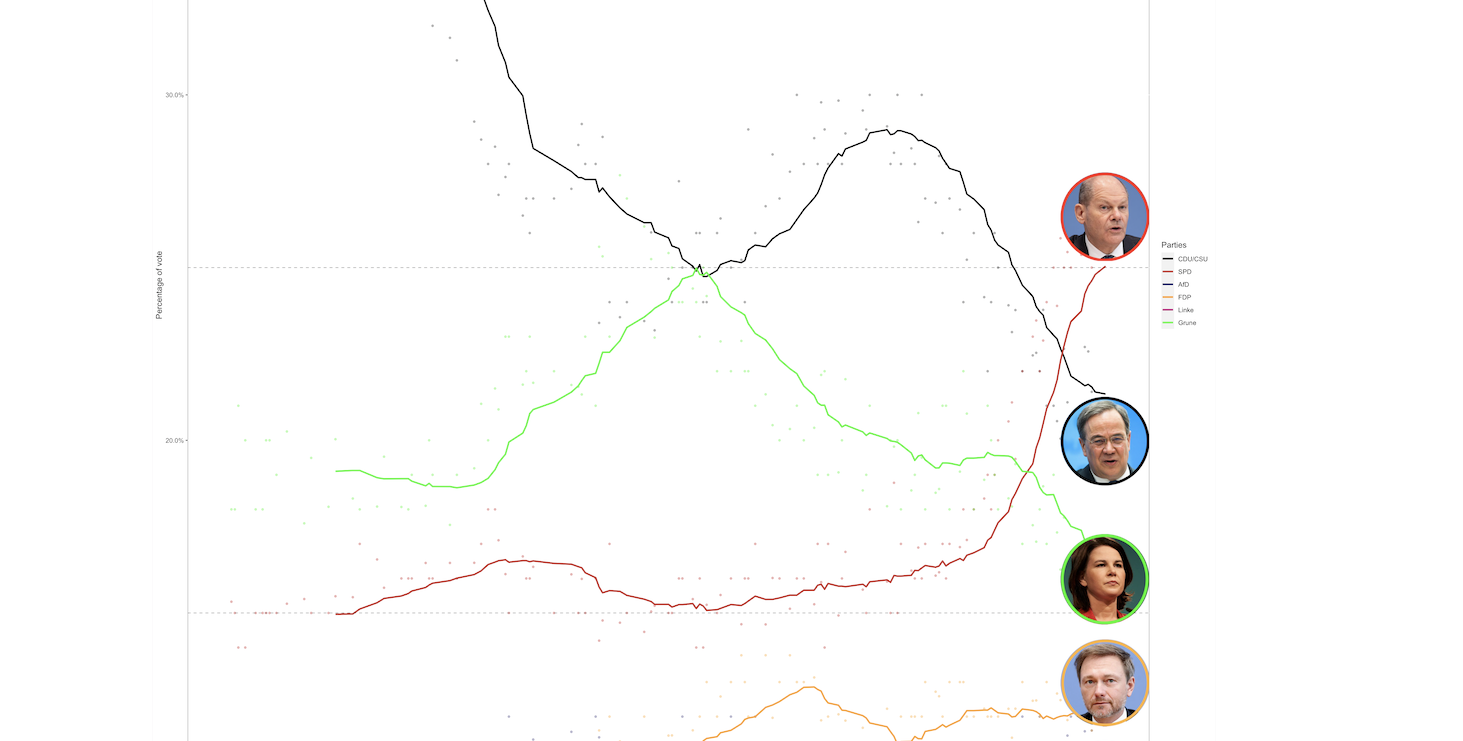 30.0%
20.0%
Percentage of vote
Parties
CDU/CSU
SPD
AfD
FDP
Linke
Grune